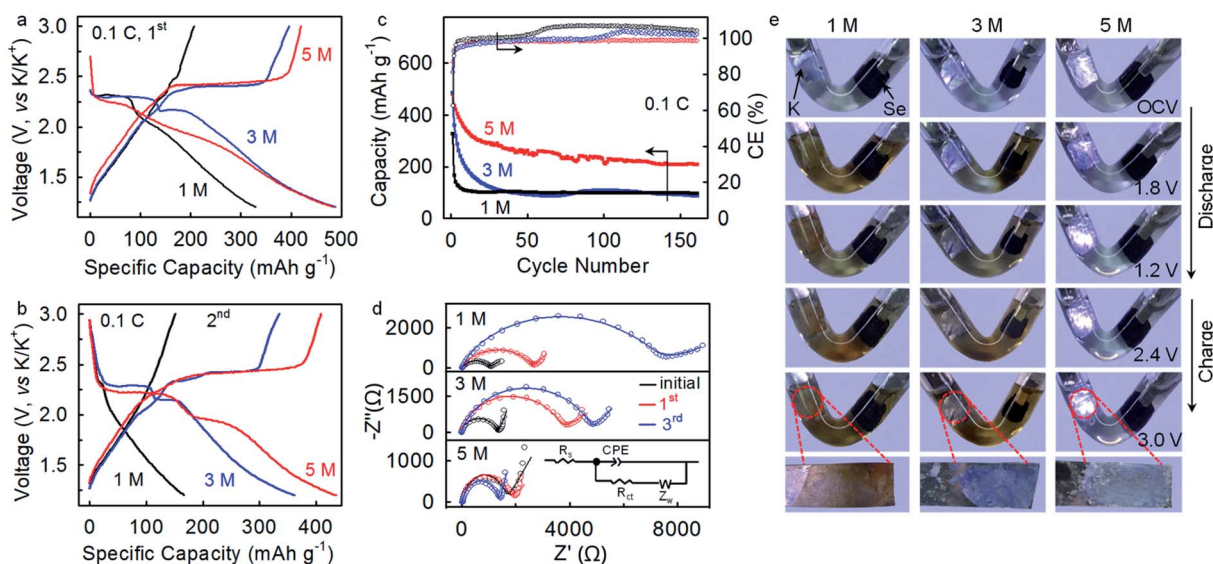 a
0.1 C, 1st
5 M
3 M
1 M
3.0
2.5
2.0
1.5
Voltage (V, vs K/K+)
0 100 200 300 400 500
Specific Capacity (mAh g-1)
b
0.1 C
2nd
1 M
3 M
5 M
3.0
2.5
2.0
1.5
Voltage (V, vs K/K+)
0 100 200 300 400
Specific Capacity (mAh g-1)
c
0.1 C
5 M
3 M
1 M
600
400
200
0
Capacity (mAh g-1)
100
80
60
40
20
0
CE (%)
0 50 100 150
Cycle Number
d
1 M
3 M
5 M
initial
1st
3rd
Rs
CPE
Rct
Zw
2000
0
1500
0
1000
0
-Z''(Ω)
0 4000 8000
Z' (Ω)
e
1 M 3 M 5 M
K
Se
OCV
1.8 V
1.2 V
2.4 V
3.0 V
Discharge
Charge